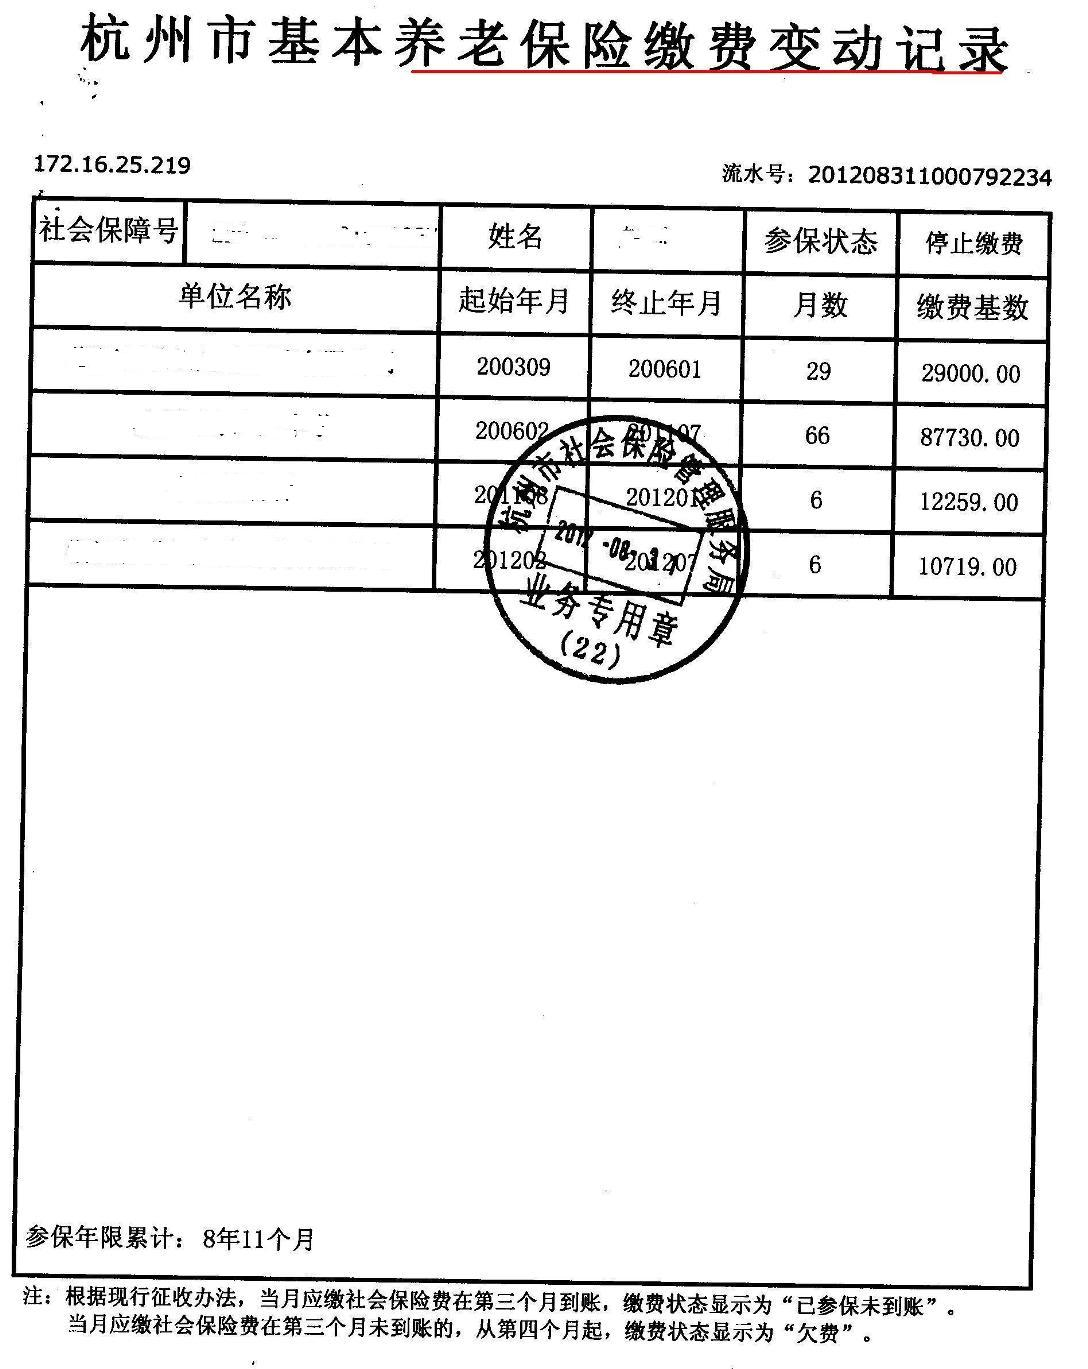 杭州市基本养老保险缴费变动记录
172.16.25.219 流水号：201208311000792234
社会保障号 姓名 参保状态 停止缴费
单位名称 起始年月 终止年月 月数 缴费基数
200309 200601 29 29000.00
200602 201107 66 87730.00
201108 201201 6 12259.00
201202 201207 6 10719.00
杭州市社会保险管理服务局
2012-08-31
业务专用章
(22)
参保年限累计：8年11个月
注：根据现行征收办法，当月应缴社会保险费在第三个月到账，缴费状态显示为“已参保未到账”。
当月应缴社会保险费在第三个月未到账的，从第四个月起，缴费状态显示为“欠费”。